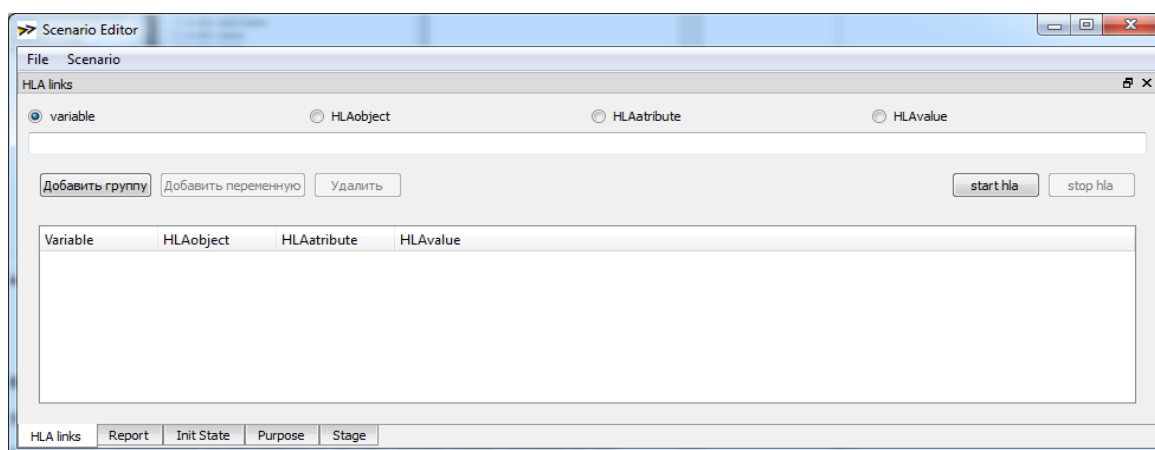 Scenario Editor
File Scenario
HLA links
variable HLAobject HLAatribute HLAvalue
Добавить группу Добавить переменную Удалить start hla stop hla
Variable HLAobject HLAatribute HLAvalue
HLA links Report Init State Purpose Stage